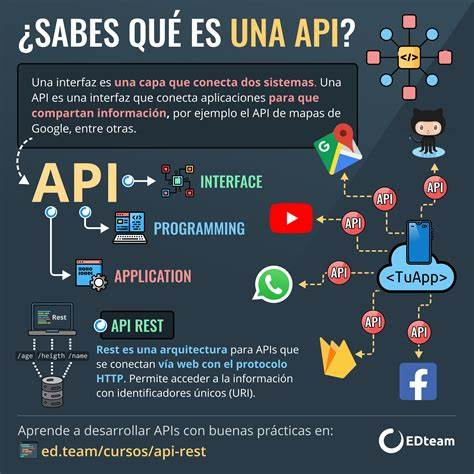 ¿SABES QUÉ ES UNA API?
Una interfaz es una capa que conecta dos sistemas. Una
API es una interfaz que conecta aplicaciones para que
compartan información, por ejemplo el API de mapas de
Google, entre otras.
API
INTERFACE
PROGRAMMING
APPLICATION
</>
API
API
API
API
API
API
API
<TuApp>
Rest
/age /heigth /name
API REST
Rest es una arquitectura para APIs que
se conectan vía web con el protocolo
HTTP. Permite acceder a la información
con identificadores únicos (URI).
Aprende a desarrollar APIs con buenas prácticas en:
ed.team/cursos/api-rest
EDteam